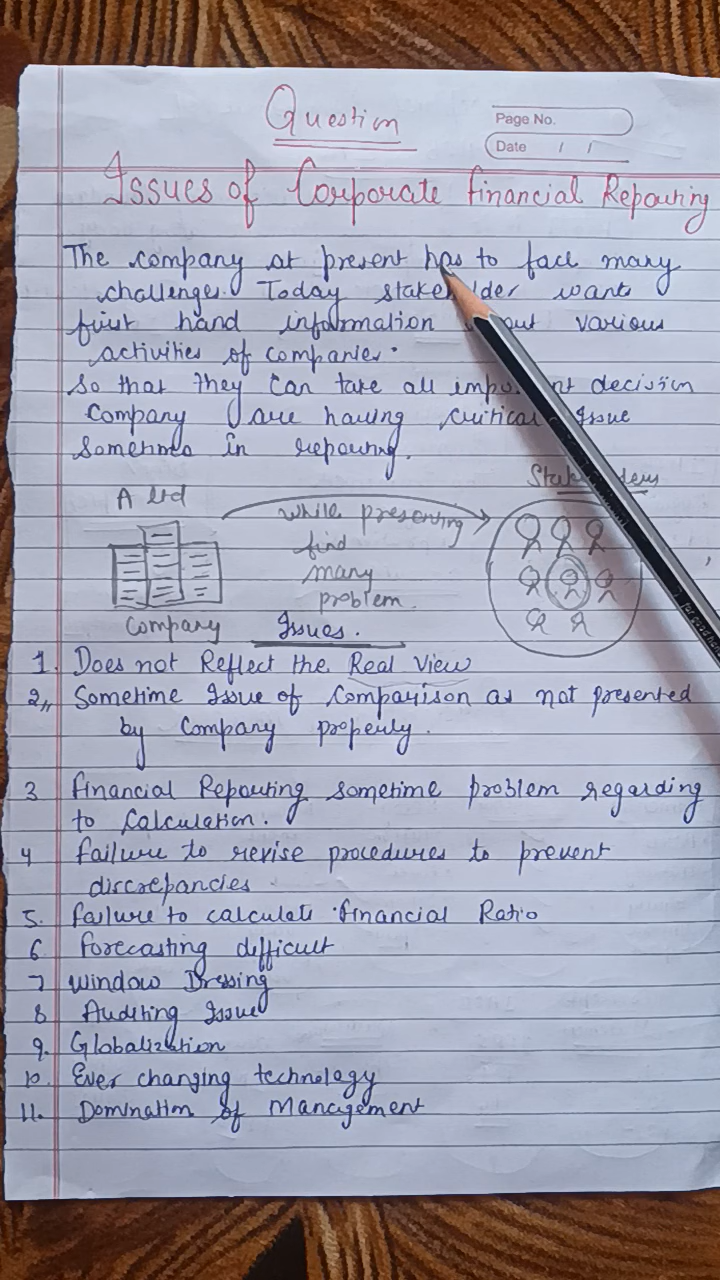 Question
Page No.
Date / /
Issues of Corporate Financial Reporting
The company at present has to face many
challenges. Today stakeholder wants
first hand information out various
activities of companies.
so that they can take all important decision
Company are having critical Issue
Sometimes in reporting.
Stakeholders
A Ltd
while presenting
find
many
problem
Company
Issues.
1. Does not Reflect the Real View
2,, Sometime Issue of Comparison as not presented
by Company properly.
3 Financial Reporting sometime problem regarding
to Calculation.
4 Failure to revise procedures to prevent
discrepancies
5. Failure to calculate financial Ratio
6 Forecasting difficult
7 Window Dressing
8 Auditing Issue
9. Globalization
10. Ever changing technology
11. Domination of Management
for good han